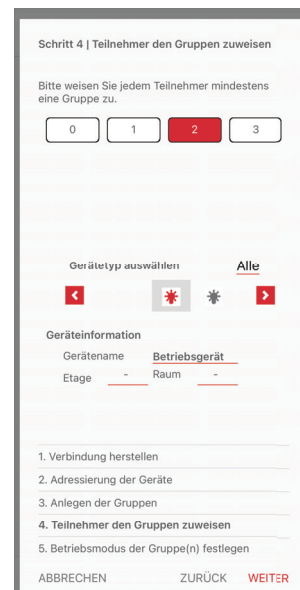 Schritt 4 | Teilnehmer den Gruppen zuweisen
Bitte weisen Sie jedem Teilnehmer mindestens
eine Gruppe zu.
0 1 2 3
Gerätetyp auswählen Alle
Geräteinformation
Gerätename Betriebsgerät
Etage - Raum -
1. Verbindung herstellen
2. Adressierung der Geräte
3. Anlegen der Gruppen
4. Teilnehmer den Gruppen zuweisen
5. Betriebsmodus der Gruppe(n) festlegen
ABBRECHEN ZURÜCK WEITER